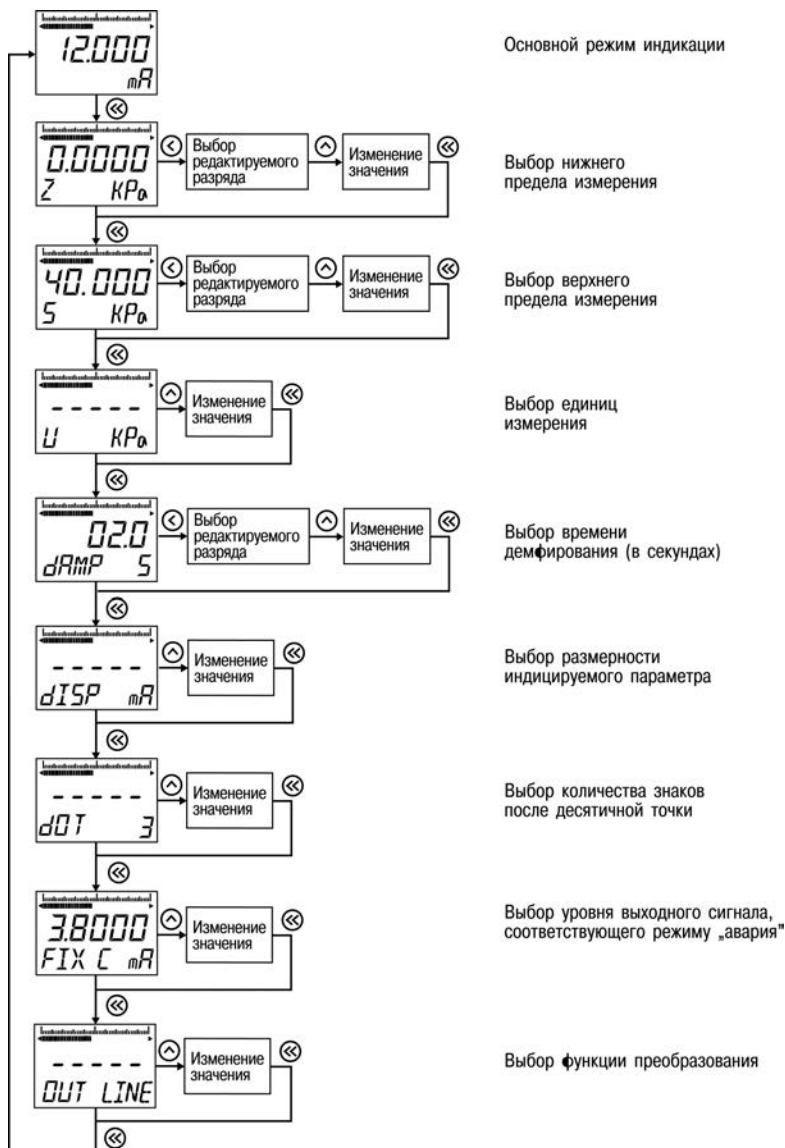 12.000
mA
Основной режим индикации
0.0000
Z KPa
Выбор
редактируемого
разряда
Изменение
значения
Выбор нижнего
предела измерения
40.000
S KPa
Выбор
редактируемого
разряда
Изменение
значения
Выбор верхнего
предела измерения
- - - - -
U KPa
Изменение
значения
Выбор единиц
измерения
02.0
dAMP S
Выбор
редактируемого
разряда
Изменение
значения
Выбор времени
демфирования (в секундах)
- - - - -
dISP mA
Изменение
значения
Выбор размерности
индицируемого параметра
- - - - -
dOT 3
Изменение
значения
Выбор количества знаков
после десятичной точки
3.8000
FIX C mA
Изменение
значения
Выбор уровня выходного сигнала,
соответствующего режиму „авария"
- - - - -
OUT LINE
Изменение
значения
Выбор функции преобразования